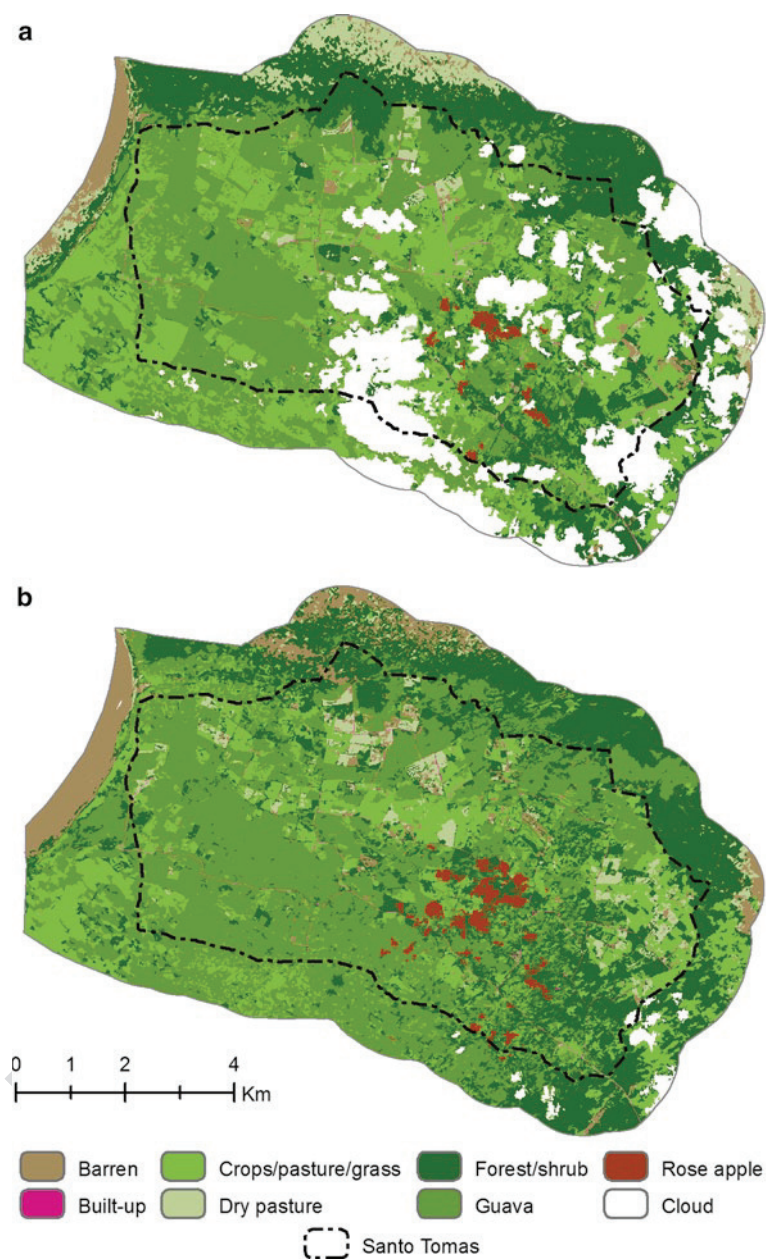 a
b
0 1 2 4
Km
Barren Crops/pasture/grass Forest/shrub Rose apple
Built-up Dry pasture Guava Cloud
Santo Tomas